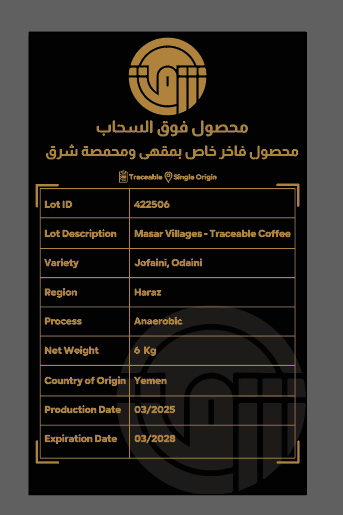 محصول فوق السحاب
محصول فاخر خاص بمقهى ومحمصة شرق
Traceable Single Origin
Lot ID 422506
Lot Description Masar Villages - Traceable Coffee
Variety Jofaini, Odaini
Region Haraz
Process Anaerobic
Net Weight 6 Kg
Country of Origin Yemen
Production Date 03/2025
Expiration Date 03/2028